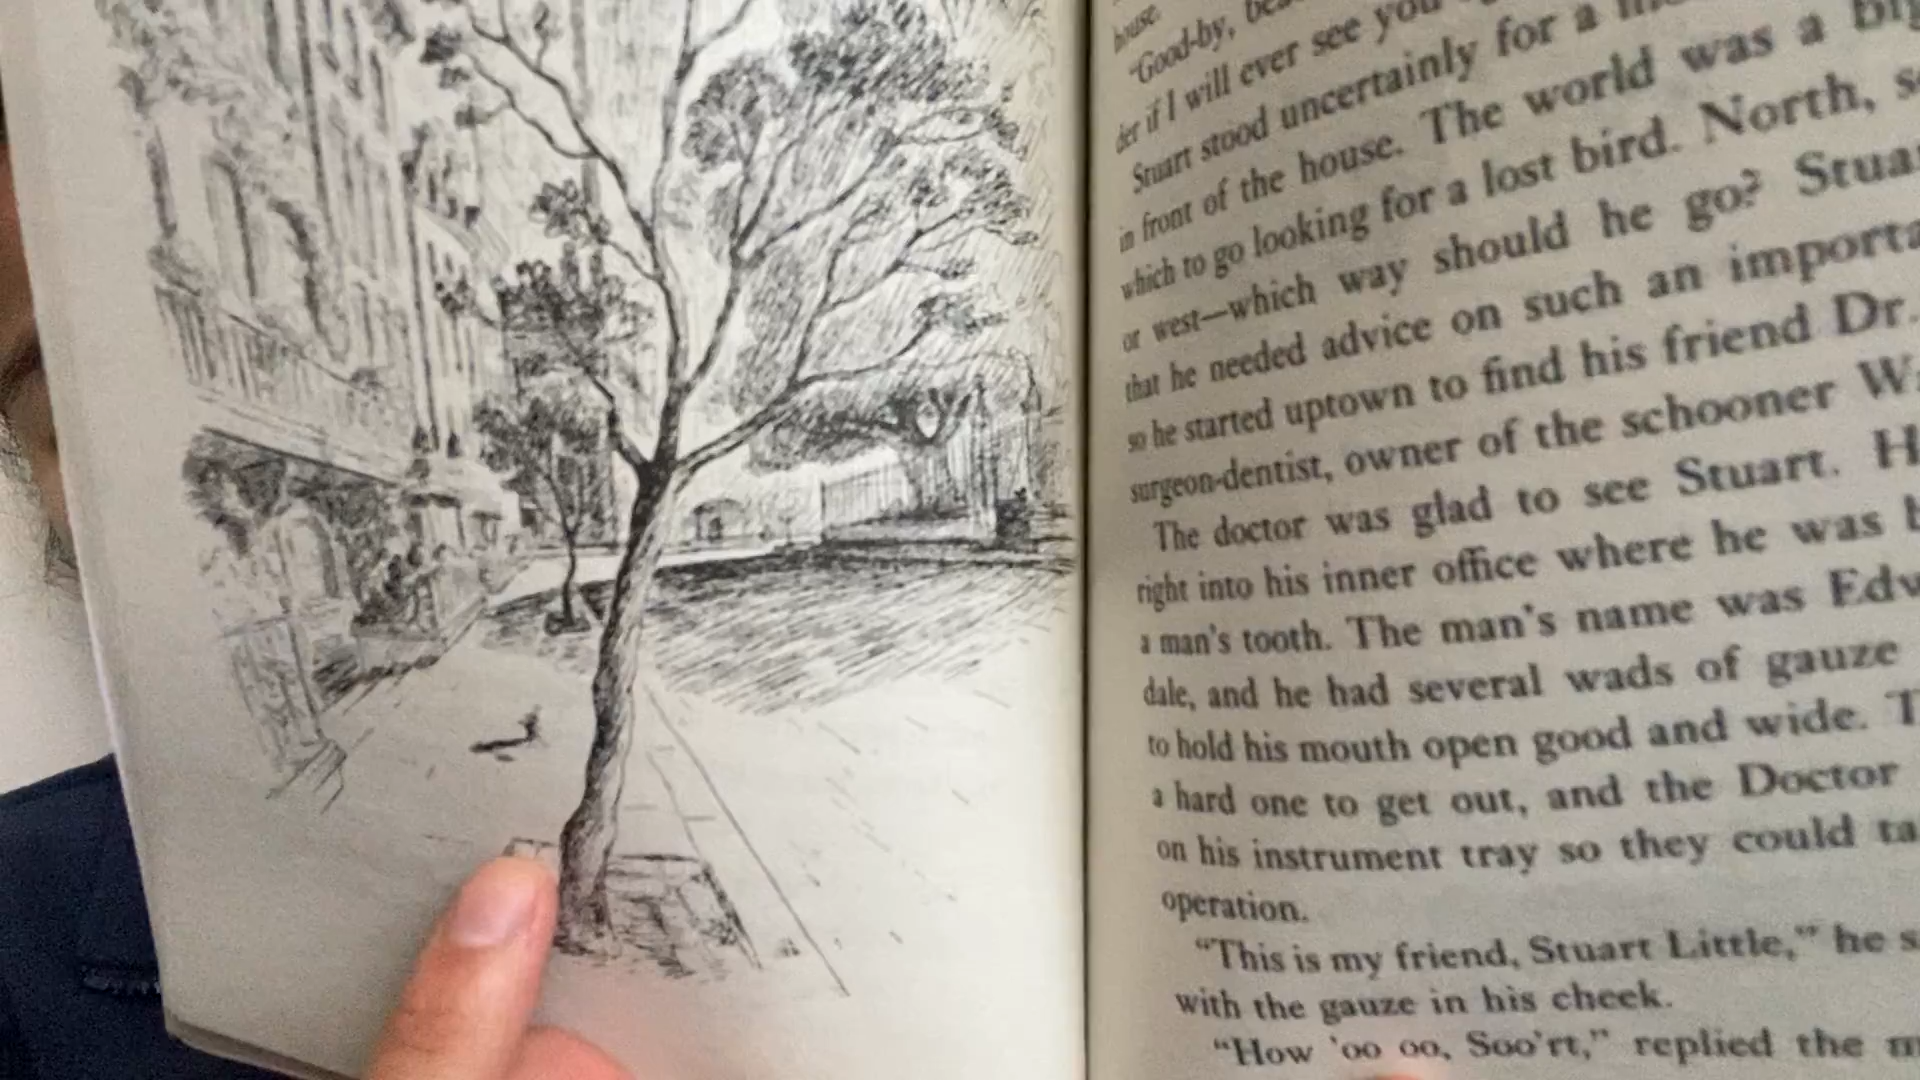 house.
"Good-by,
der if I will ever see you
Stuart stood uncertainly for a
in front of the house. The world was a
which to go looking for a lost bird. North,
or west—which way should he go?
that he needed advice on such an
so he started uptown to find his friend Dr.
surgeon-dentist, owner of the schooner
The doctor was glad to see Stuart.
right into his inner office where he was
a man's tooth. The man's name was
dale, and he had several wads of gauze
to hold his mouth open good and wide.
a hard one to get out, and the Doctor
on his instrument tray so they could
operation.
"This is my friend, Stuart Little," he
with the gauze in his cheek.
"How 'oo oo, Soo'rt," replied the